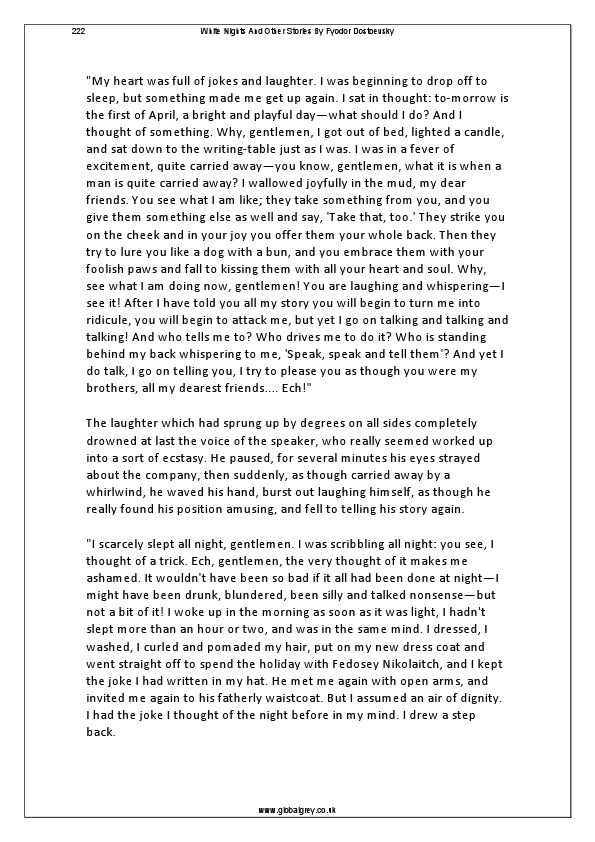 222
White Nights And Other Stories By Fyodor Dostoevsky
"My heart was full of jokes and laughter. I was beginning to drop off to
sleep, but something made me get up again. I sat in thought: to-morrow is
the first of April, a bright and playful day—what should I do? And I
thought of something. Why, gentlemen, I got out of bed, lighted a candle,
and sat down to the writing-table just as I was. I was in a fever of
excitement, quite carried away—you know, gentlemen, what it is when a
man is quite carried away? I wallowed joyfully in the mud, my dear
friends. You see what I am like; they take something from you, and you
give them something else as well and say, 'Take that, too.' They strike you
on the cheek and in your joy you offer them your whole back. Then they
try to lure you like a dog with a bun, and you embrace them with your
foolish paws and fall to kissing them with all your heart and soul. Why,
see what I am doing now, gentlemen! You are laughing and whispering—I
see it! After I have told you all my story you will begin to turn me into
ridicule, you will begin to attack me, but yet I go on talking and talking and
talking! And who tells me to? Who drives me to do it? Who is standing
behind my back whispering to me, 'Speak, speak and tell them'? And yet I
do talk, I go on telling you, I try to please you as though you were my
brothers, all my dearest friends.... Ech!"
The laughter which had sprung up by degrees on all sides completely
drowned at last the voice of the speaker, who really seemed worked up
into a sort of ecstasy. He paused, for several minutes his eyes strayed
about the company, then suddenly, as though carried away by a
whirlwind, he waved his hand, burst out laughing himself, as though he
really found his position amusing, and fell to telling his story again.
"I scarcely slept all night, gentlemen. I was scribbling all night: you see, I
thought of a trick. Ech, gentlemen, the very thought of it makes me
ashamed. It wouldn't have been so bad if it all had been done at night—I
might have been drunk, blundered, been silly and talked nonsense—but
not a bit of it! I woke up in the morning as soon as it was light, I hadn't
slept more than an hour or two, and was in the same mind. I dressed, I
washed, I curled and pomaded my hair, put on my new dress coat and
went straight off to spend the holiday with Fedosey Nikolaitch, and I kept
the joke I had written in my hat. He met me again with open arms, and
invited me again to his fatherly waistcoat. But I assumed an air of dignity.
I had the joke I thought of the night before in my mind. I drew a step
back.
www.globalgrey.co.uk